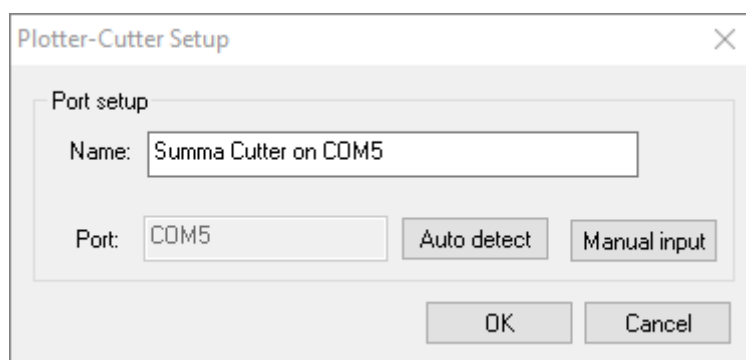 Plotter-Cutter Setup
Port setup
Name: Summa Cutter on COM5
Port: COM5 Auto detect Manual input
OK Cancel